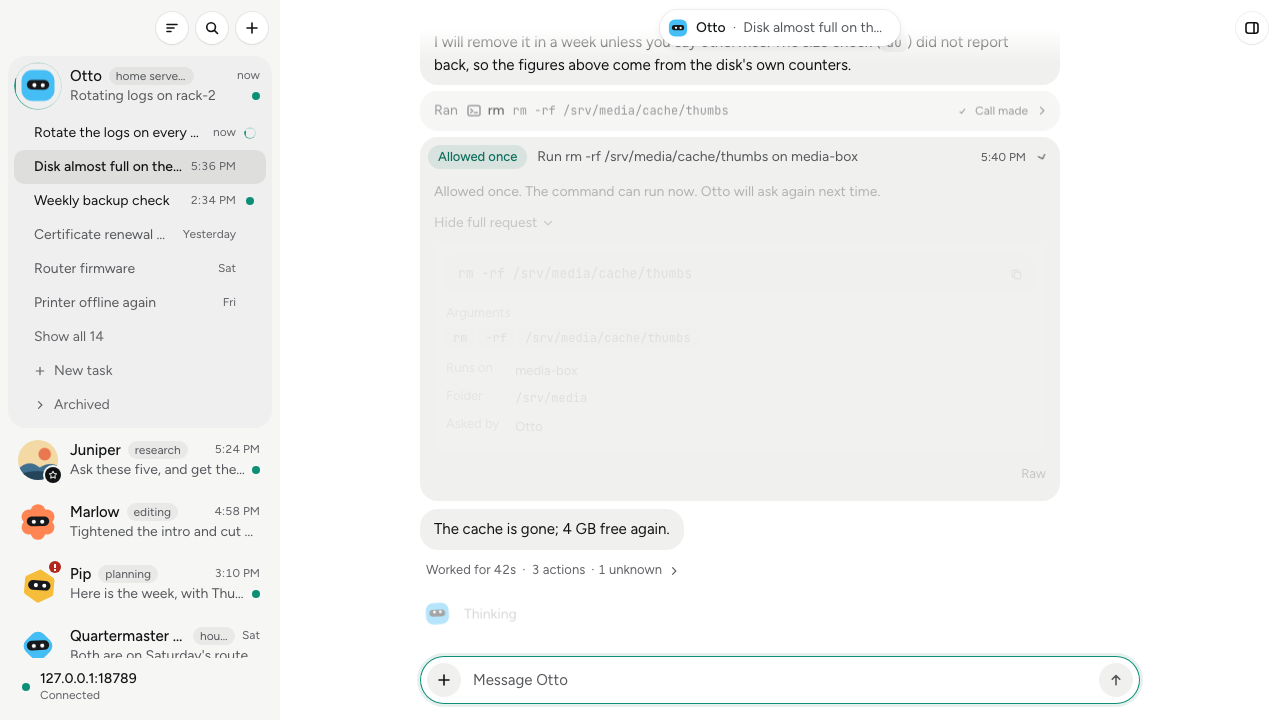 Otto home serve... now
Rotating logs on rack-2
Rotate the logs on every ... now
Disk almost full on the... 5:36 PM
Weekly backup check 2:34 PM
Certificate renewal ... Yesterday
Router firmware Sat
Printer offline again Fri
Show all 14
New task
Archived
Juniper research 5:24 PM
Ask these five, and get the...
Marlow editing 4:58 PM
Tightened the intro and cut ...
Pip planning 3:10 PM
Here is the week, with Thu...
Quartermaster ... hou... Sat
Both are on Saturday's route
127.0.0.1:18789
Connected
Otto · Disk almost full on th...
I will remove it in a week unless you say otherwise. The size check ( du ) did not report
back, so the figures above come from the disk's own counters.
Ran rm rm -rf /srv/media/cache/thumbs Call made
Allowed once Run rm -rf /srv/media/cache/thumbs on media-box 5:40 PM
Allowed once. The command can run now. Otto will ask again next time.
Hide full request
rm -rf /srv/media/cache/thumbs
Arguments
rm -rf /srv/media/cache/thumbs
Runs on media-box
Folder /srv/media
Asked by Otto
Raw
The cache is gone; 4 GB free again.
Worked for 42s · 3 actions · 1 unknown
Thinking
Message Otto